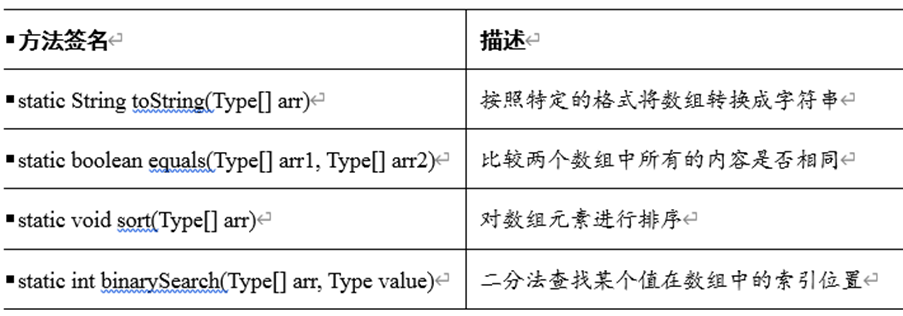 ▪方法签名↵ 描述↵
▪static String toString(Type[] arr)↵ 按照特定的格式将数组转换成字符串↵
▪static boolean equals(Type[] arr1, Type[] arr2)↵ 比较两个数组中所有的内容是否相同↵
▪static void sort(Type[] arr)↵ 对数组元素进行排序↵
▪static int binarySearch(Type[] arr, Type value)↵ 二分法查找某个值在数组中的索引位置↵